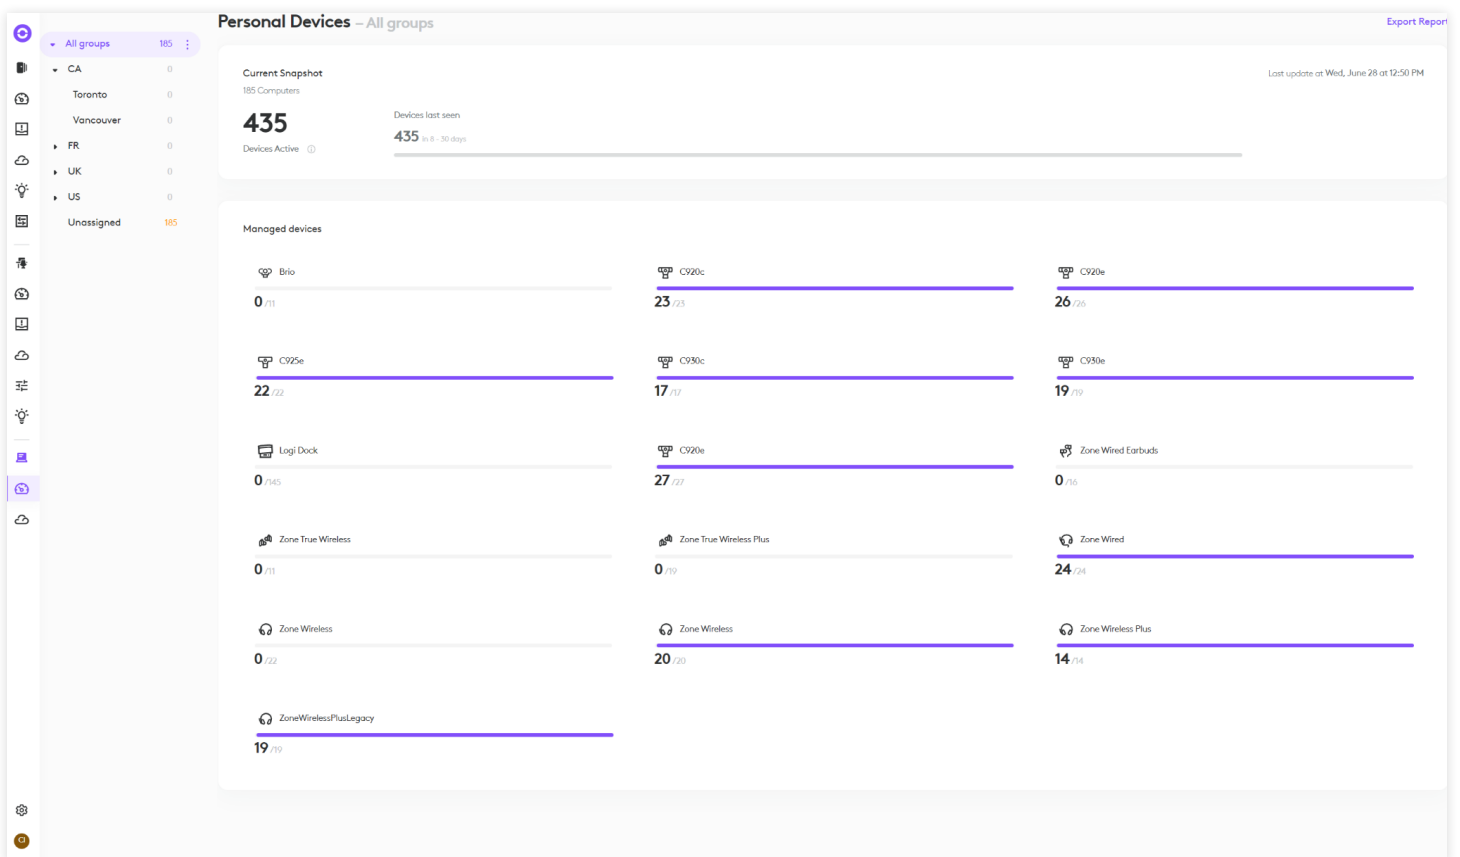 Personal Devices – All groups
Export Report
All groups 185
CA 0
Toronto 0
Vancouver 0
FR 0
UK 0
US 0
Unassigned 185
Current Snapshot
Last update at Wed, June 28 at 12:50 PM
185 Computers
435
Devices Active
Devices last seen
435 in 8 - 30 days
Managed devices
Brio
0 /11
C920c
23 /23
C920e
26 /26
C925e
22 /22
C930c
17 /17
C930e
19 /19
Logi Dock
0 /145
C920e
27 /27
Zone Wired Earbuds
0 /16
Zone True Wireless
0 /11
Zone True Wireless Plus
0 /19
Zone Wired
24 /24
Zone Wireless
0 /22
Zone Wireless
20 /20
Zone Wireless Plus
14 /14
ZoneWirelessPlusLegacy
19 /19
CI